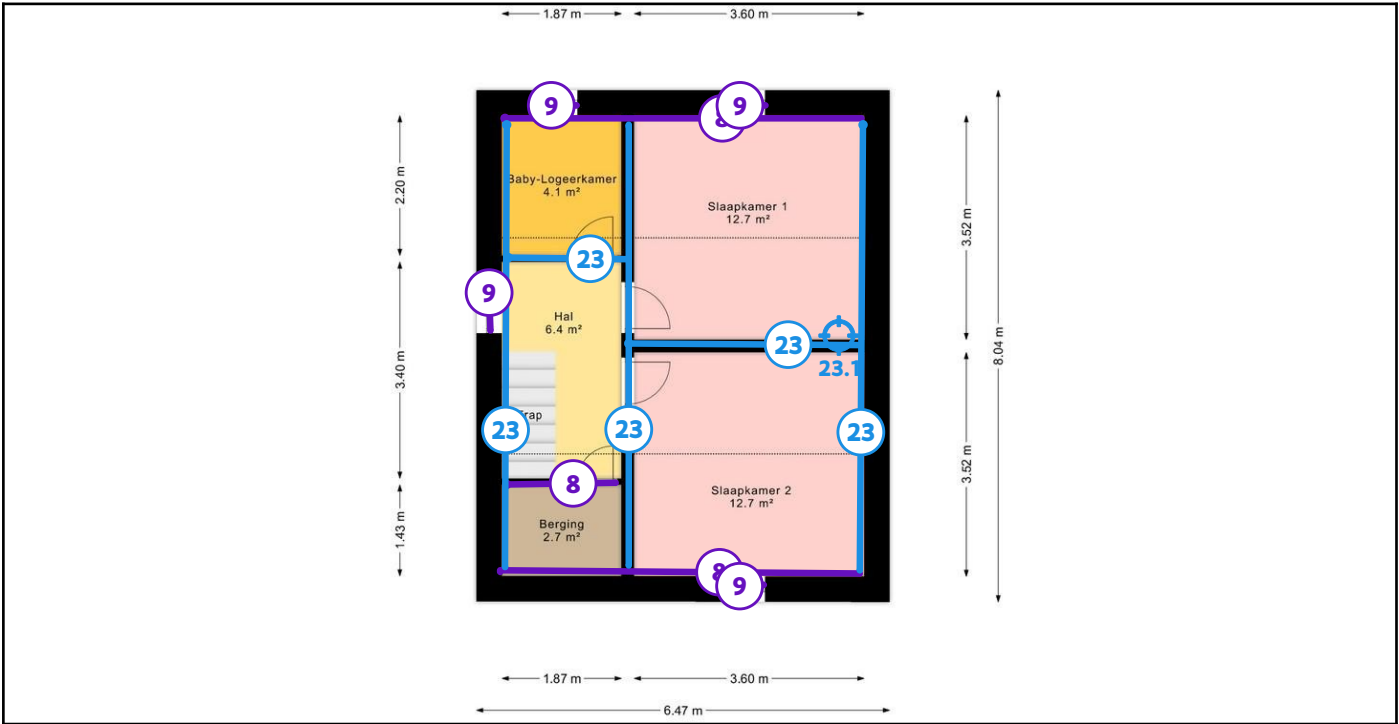 1.87 m
3.60 m
9
9
8
2.20 m
Baby-Logeerkamer
4.1 m²
Slaapkamer 1
12.7 m²
3.52 m
23
9
Hal
6.4 m²
23
23.1
8.04 m
3.40 m
Trap
23
23
23
3.52 m
8
Slaapkamer 2
12.7 m²
1.43 m
Berging
2.7 m²
8
9
1.87 m
3.60 m
6.47 m